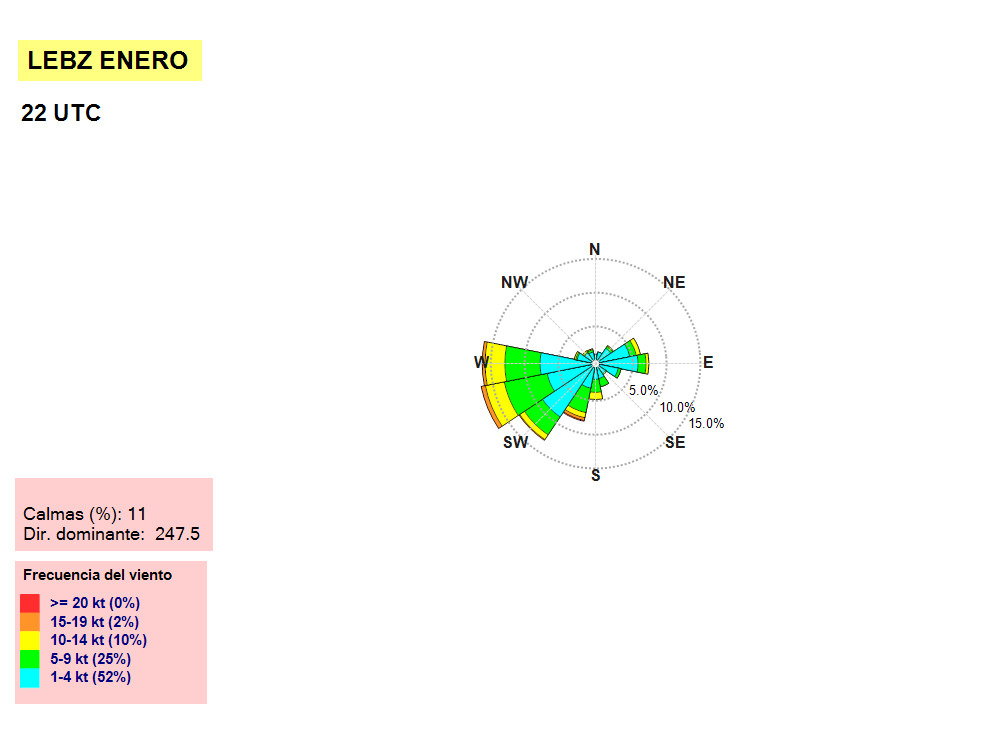 LEBZ ENERO
22 UTC
N
NW
NE
W
E
5.0%
10.0%
15.0%
SW
SE
S
Calmas (%): 11
Dir. dominante: 247.5
Frecuencia del viento
>= 20 kt (0%)
15-19 kt (2%)
10-14 kt (10%)
5-9 kt (25%)
1-4 kt (52%)